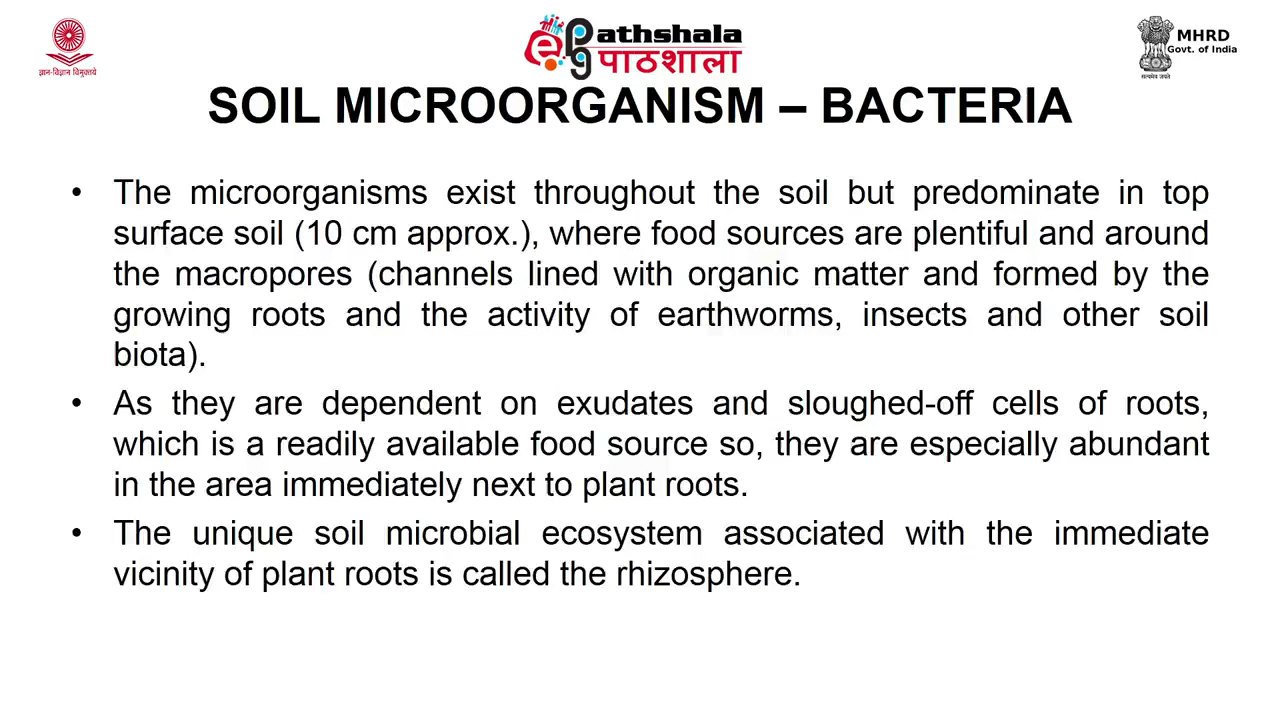 ज्ञान-विज्ञान विमुक्तये
e Pg athshala
पाठशाला
MHRD
Govt. of India
सत्यमेव जयते
SOIL MICROORGANISM – BACTERIA
• The microorganisms exist throughout the soil but predominate in top
surface soil (10 cm approx.), where food sources are plentiful and around
the macropores (channels lined with organic matter and formed by the
growing roots and the activity of earthworms, insects and other soil
biota).
• As they are dependent on exudates and sloughed-off cells of roots,
which is a readily available food source so, they are especially abundant
in the area immediately next to plant roots.
• The unique soil microbial ecosystem associated with the immediate
vicinity of plant roots is called the rhizosphere.